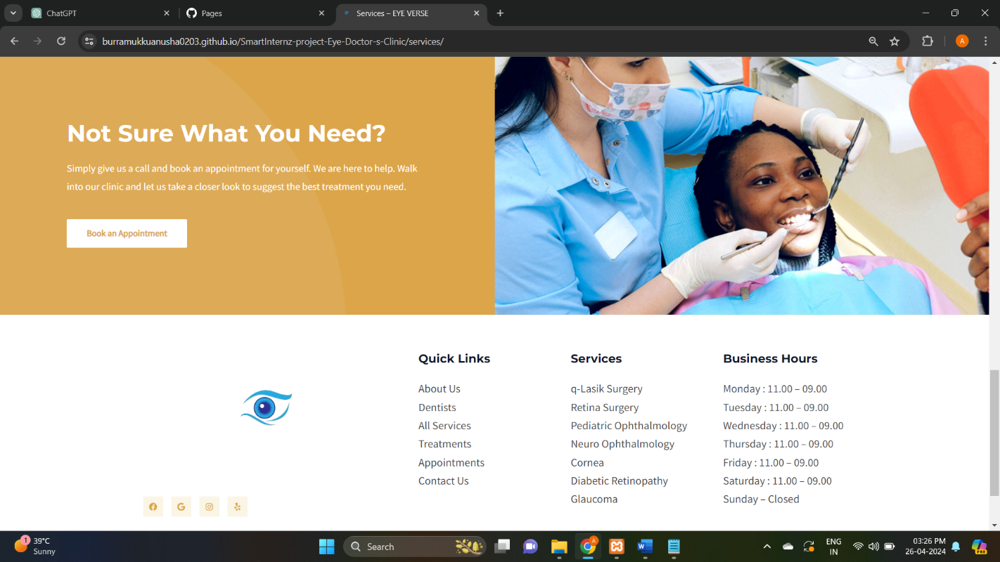 ChatGPT
Pages
Services – EYE VERSE
burramukkuanusha0203.github.io/SmartInternz-project-Eye-Doctor-s-Clinic/services/
A
Not Sure What You Need?
Simply give us a call and book an appointment for yourself. We are here to help. Walk
into our clinic and let us take a closer look to suggest the best treatment you need.
Book an Appointment
Quick Links
About Us
Dentists
All Services
Treatments
Appointments
Contact Us
Services
q-Lasik Surgery
Retina Surgery
Pediatric Ophthalmology
Neuro Ophthalmology
Cornea
Diabetic Retinopathy
Glaucoma
Business Hours
Monday : 11.00 – 09.00
Tuesday : 11.00 – 09.00
Wednesday : 11.00 – 09.00
Thursday : 11.00 – 09.00
Friday : 11.00 – 09.00
Saturday : 11.00 – 09.00
Sunday – Closed
1
39°C
Sunny
Search
A
W
ENG
IN
03:26 PM
26-04-2024
PRE